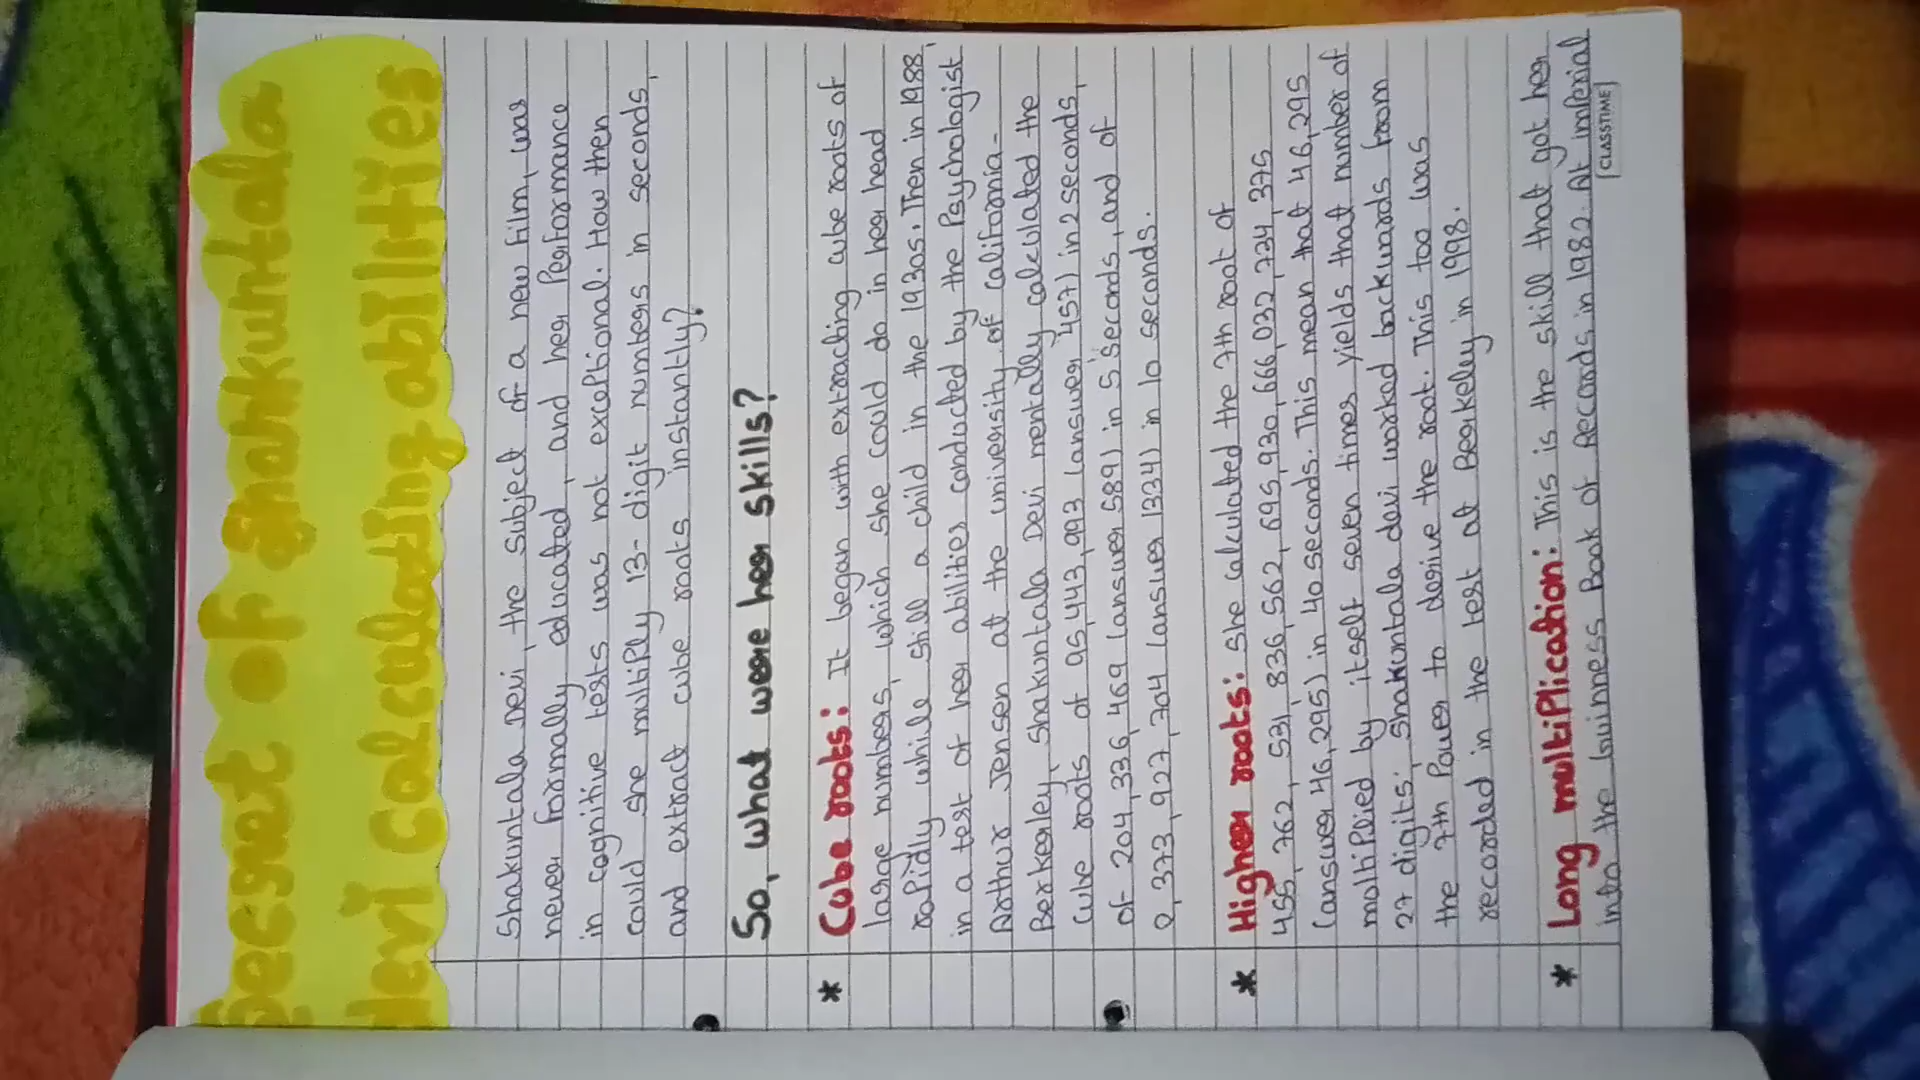 Secret of Shankuntala
devi calculating abilities
Shakuntala Devi, the subject of a new film, was
never formally educated, and her Performance
in cognitive tests was not exceptional. How then
could she multiply 13-digit numbers in seconds,
and extract cube roots instantly?
So, what were her skills?
* Cube roots: It began with extracting cube roots of
large numbers, which she could do in her head
rapidly while still a child in the 1930s. Then in 1988,
in a test of her abilities conducted by the Psychologist
Arthur Jensen at the university of california-
Berkerley, Shakuntala Devi mentally calculated the
cube roots of 95,443,993 (answer 457) in 2 seconds,
of 204,336,469 (answer 589) in 5 seconds, and of
2,373,927,704 (answer 1334) in 10 seconds.
* Higher roots: She calculated the 7th root of
455,762,531,836,562,695,930,666,032,734,375
(answer 46,295) in 40 seconds. This mean that 46,295
multiplied by itself seven times yields that number of
27 digits; Shakuntala devi worked backwards from
the 7th Power to derive the root. This too was
recorded in the test at Berkeley in 1998.
* Long multiplication: This is the skill that got her
into the Guinness Book of Records in 1982. At imferial
CLASSTIME